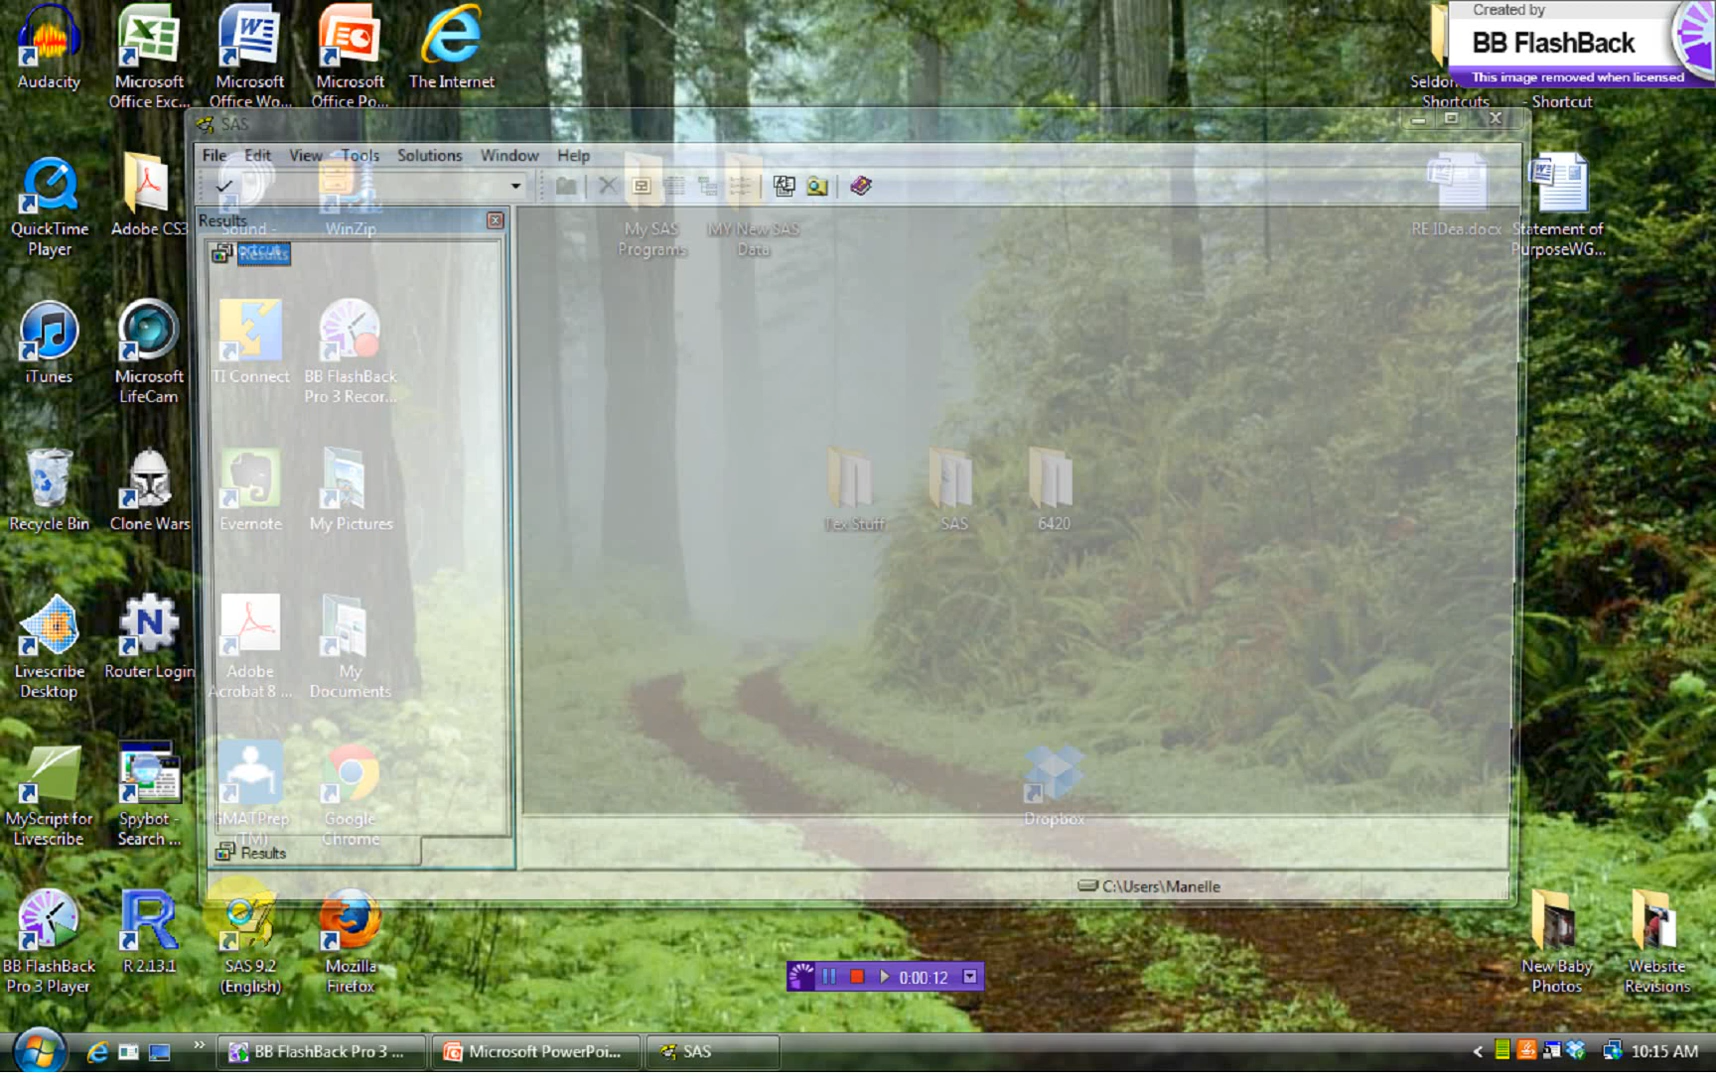 Audacity
Microsoft
Office Exc...
Microsoft
Office Wo...
Microsoft
Office Po...
The Internet
Created by
BB FlashBack
This image removed when licensed
Seldon
Shortcuts
- Shortcut
SAS
File Edit View Tools Solutions Window Help
Results
Results
QuickTime
Player
Adobe CS3
Sound -
WinZip
My SAS
Programs
MY New SAS
Data
RE IDea.docx
Statement of
PurposeWG...
iTunes
Microsoft
LifeCam
TI Connect
BB FlashBack
Pro 3 Recor...
Recycle Bin
Clone Wars
Evernote
My Pictures
Tex Stuff
SAS
6420
Livescribe
Desktop
Router Login
Adobe
Acrobat 8 ...
My
Documents
MyScript for
Livescribe
Spybot -
Search ...
GMATPrep
(TM)
Google
Chrome
Dropbox
Results
C:\Users\Manelle
BB FlashBack
Pro 3 Player
R 2.13.1
SAS 9.2
(English)
Mozilla
Firefox
0:00:12
New Baby
Photos
Website
Revisions
BB FlashBack Pro 3 ...
Microsoft PowerPoi...
SAS
10:15 AM